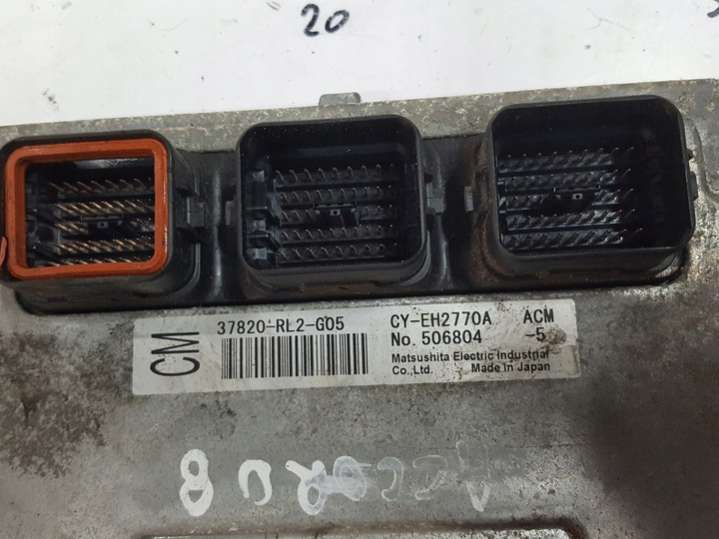 20
CM
37820-RL2-G05 CY-EH2770A ACM
No. 506804 -5
Matsushita Electric Industrial
Co.,Ltd. Made in Japan